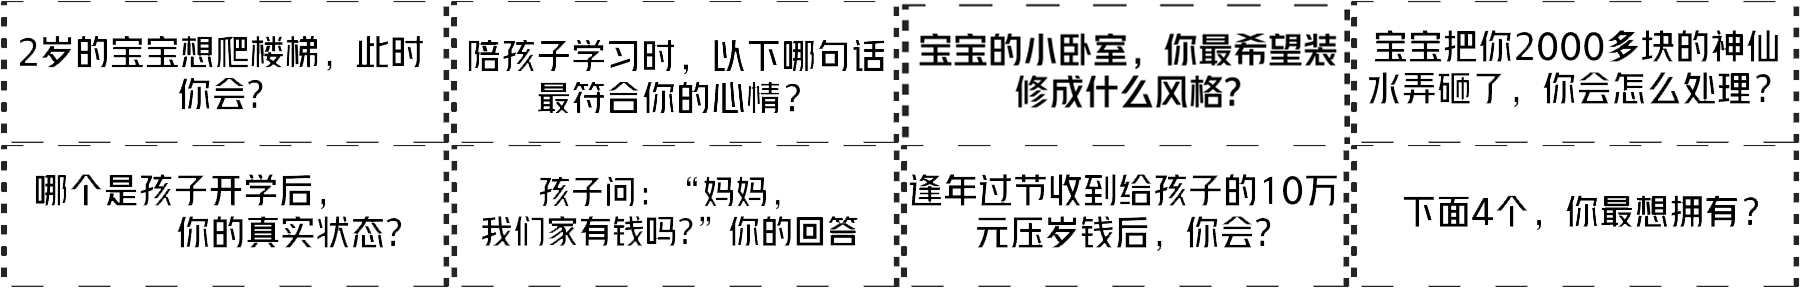 2岁的宝宝想爬楼梯，此时
你会？
陪孩子学习时，以下哪句话
最符合你的心情？
宝宝的小卧室，你最希望装
修成什么风格？
宝宝把你2000多块的神仙
水弄砸了，你会怎么处理？
哪个是孩子开学后，
你的真实状态？
孩子问：“妈妈，
我们家有钱吗？”你的回答
逢年过节收到给孩子的10万
元压岁钱后，你会？
下面4个，你最想拥有？